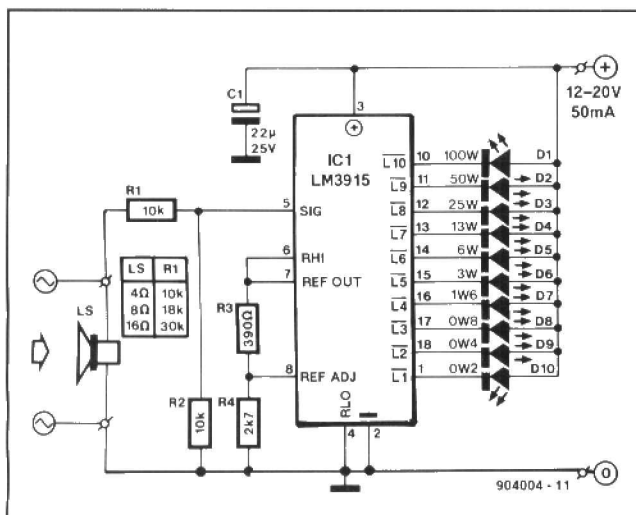 C1
22µ
25V
3
12–20V
50mA
IC1
LM3915
R1
10k
5
SIG
6
RHI
7
REF OUT
LS R1
4Ω 10k
8Ω 18k
16Ω 30k
LS
R3
390Ω
8
REF ADJ
R2
10k
R4
2k7
RLO
4
2
L10 10 100W D1
L9 11 50W D2
L8 12 25W D3
L7 13 13W D4
L6 14 6W D5
L5 15 3W D6
L4 16 1W6 D7
L3 17 0W8 D8
L2 18 0W4 D9
L1 1 0W2 D10
0
904004 - 11